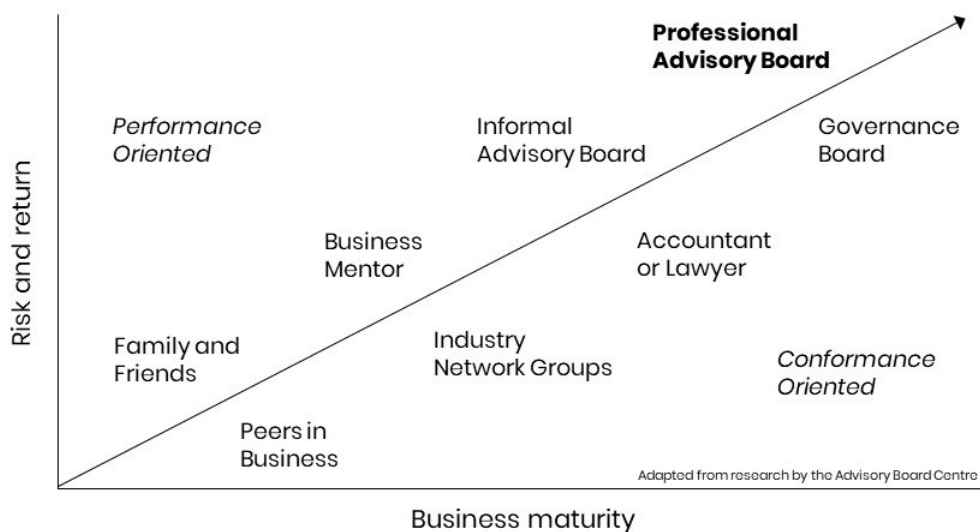 Professional
Advisory Board
Performance
Oriented
Informal
Advisory Board
Governance
Board
Business
Mentor
Accountant
or Lawyer
Family and
Friends
Industry
Network Groups
Conformance
Oriented
Peers in
Business
Adapted from research by the Advisory Board Centre
Risk and return
Business maturity